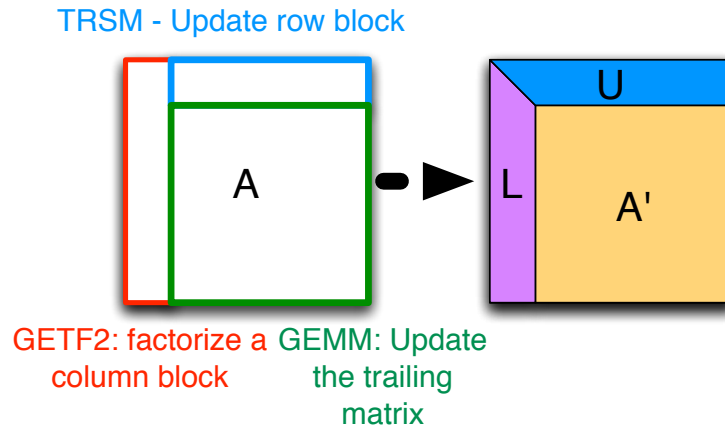 TRSM - Update row block
A
U
L
A'
GETF2: factorize a
column block
GEMM: Update
the trailing
matrix